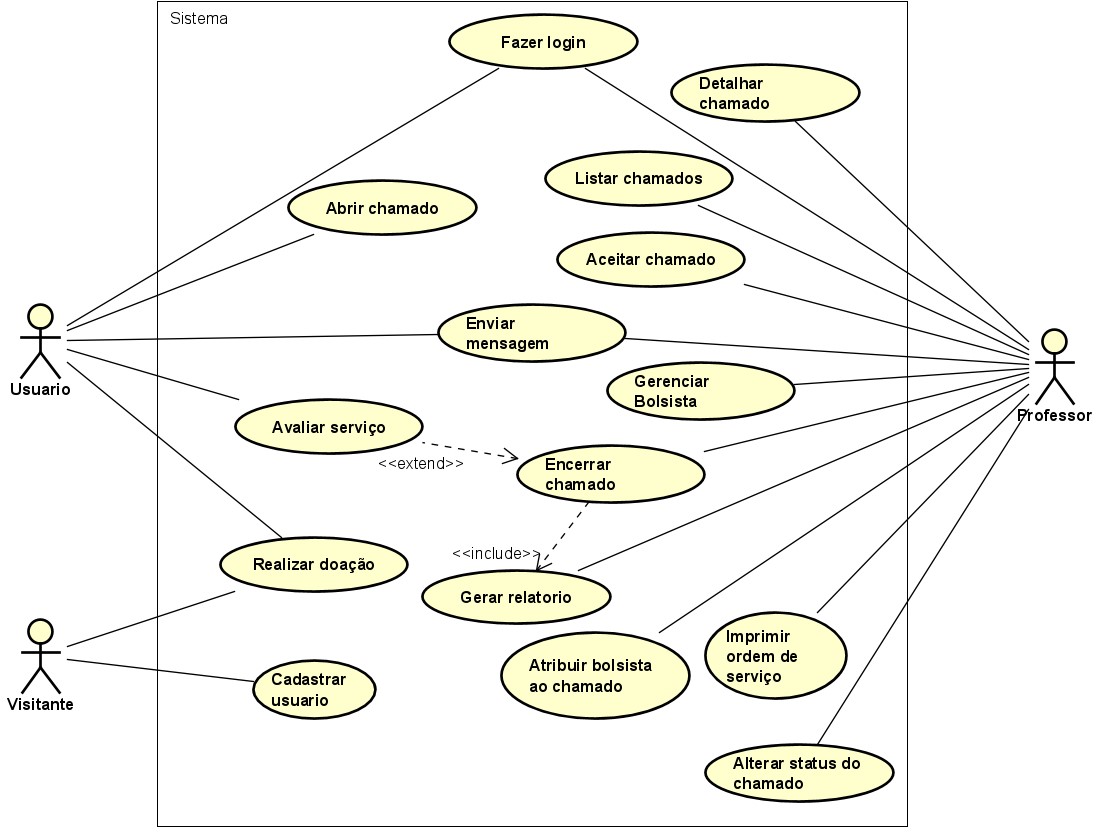 Sistema
Fazer login
Detalhar
chamado
Listar chamados
Abrir chamado
Aceitar chamado
Enviar
mensagem
Usuario
Gerenciar
Bolsista
Professor
Avaliar serviço
<<extend>>
Encerrar
chamado
<<include>>
Realizar doação
Gerar relatorio
Imprimir
ordem de
serviço
Atribuir bolsista
ao chamado
Visitante
Cadastrar
usuario
Alterar status do
chamado